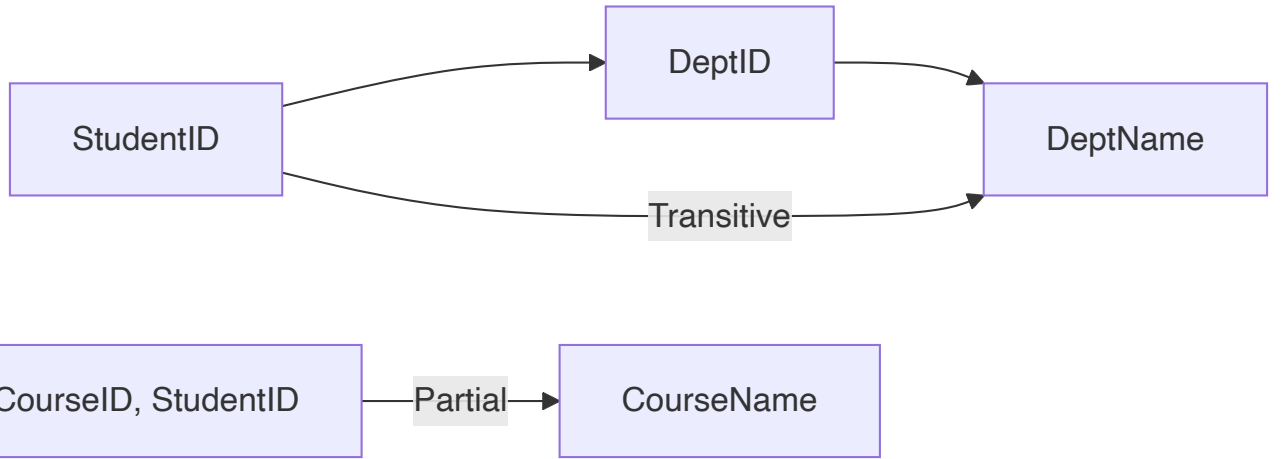 DeptID
StudentID
DeptName
Transitive
CourseID, StudentID
Partial
CourseName